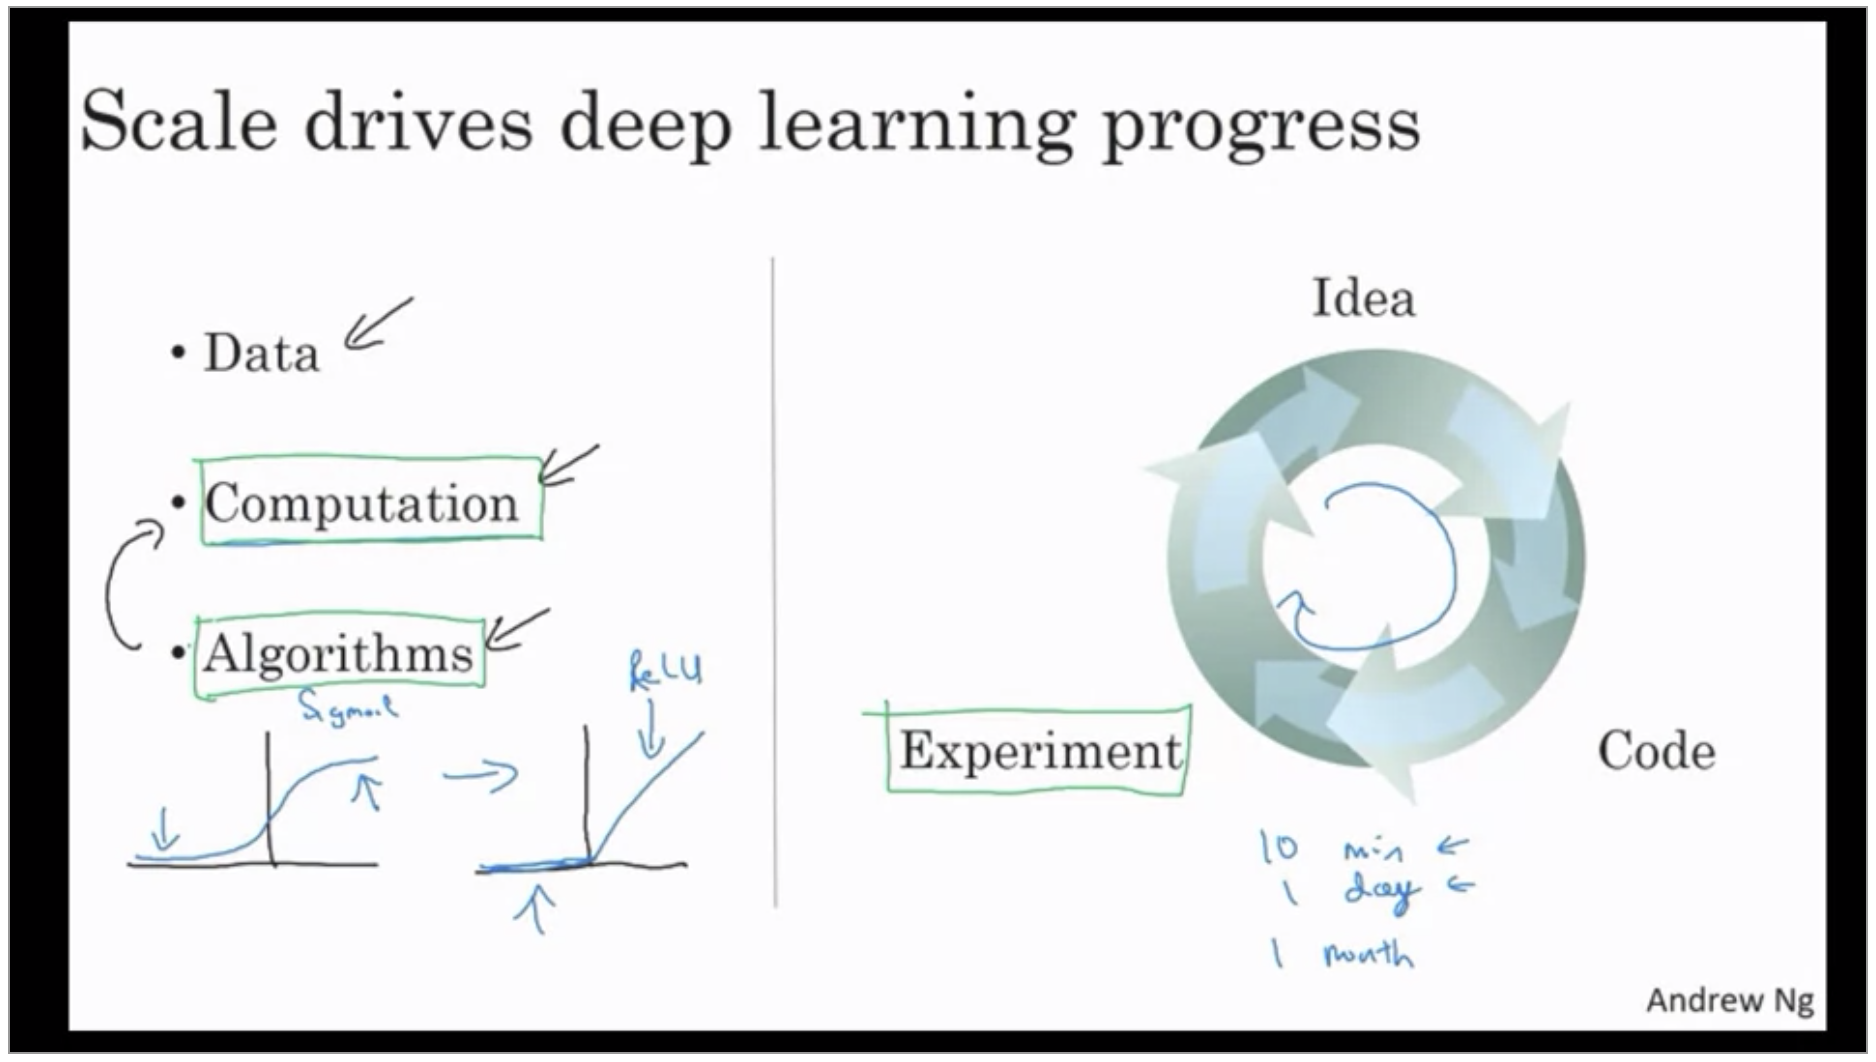 Scale drives deep learning progress
• Data
• Computation
• Algorithms
Sigmoid
ReLU
Idea
Experiment
Code
10 min
1 day
1 month
Andrew Ng